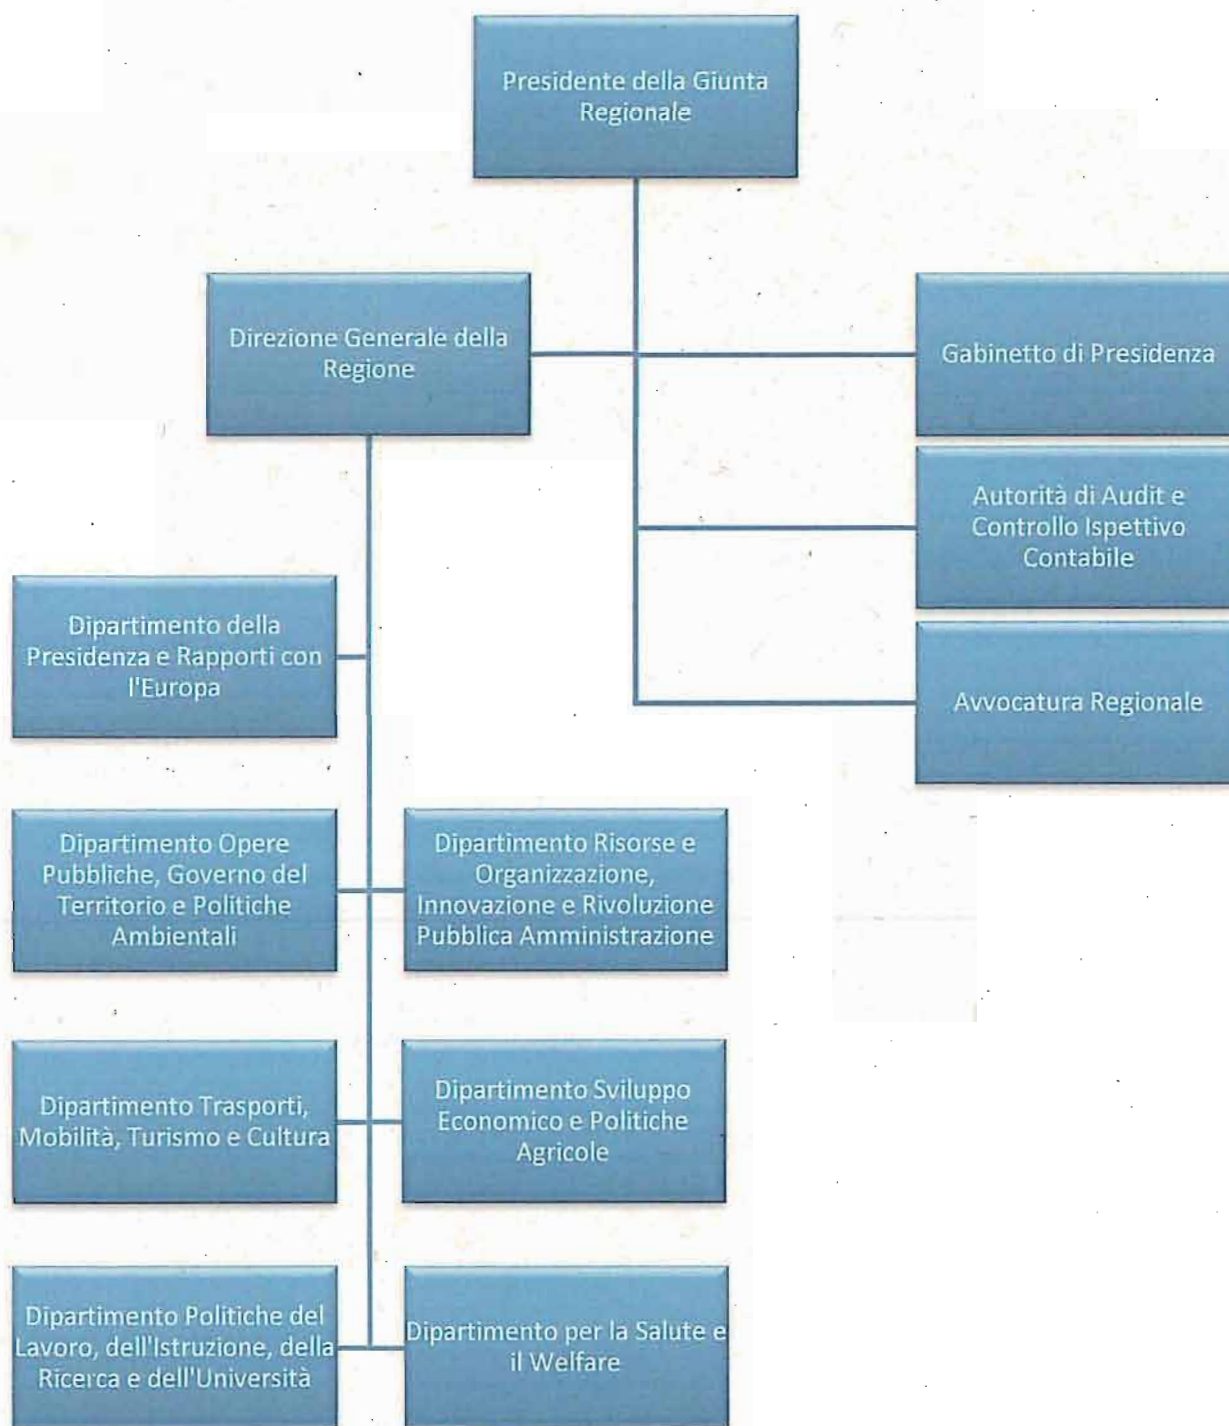 Presidente della Giunta
Regionale
Direzione Generale della
Regione
Gabinetto di Presidenza
Autorità di Audit e
Controllo Ispettivo
Contabile
Avvocatura Regionale
Dipartimento della
Presidenza e Rapporti con
l'Europa
Dipartimento Opere
Pubbliche, Governo del
Territorio e Politiche
Ambientali
Dipartimento Risorse e
Organizzazione,
Innovazione e Rivoluzione
Pubblica Amministrazione
Dipartimento Trasporti,
Mobilità, Turismo e Cultura
Dipartimento Sviluppo
Economico e Politiche
Agricole
Dipartimento Politiche del
Lavoro, dell'Istruzione, della
Ricerca e dell'Università
Dipartimento per la Salute e
il Welfare